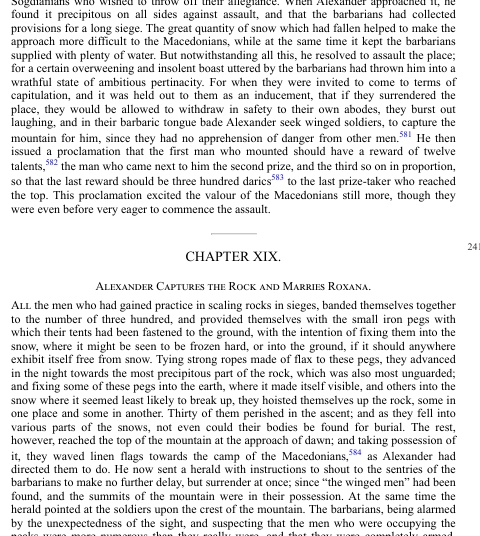 Sogdianians who wished to throw off their allegiance. When Alexander approached it, he
found it precipitous on all sides against assault, and that the barbarians had collected
provisions for a long siege. The great quantity of snow which had fallen helped to make the
approach more difficult to the Macedonians, while at the same time it kept the barbarians
supplied with plenty of water. But notwithstanding all this, he resolved to assault the place;
for a certain overweening and insolent boast uttered by the barbarians had thrown him into a
wrathful state of ambitious pertinacity. For when they were invited to come to terms of
capitulation, and it was held out to them as an inducement, that if they surrendered the
place, they would be allowed to withdraw in safety to their own abodes, they burst out
laughing, and in their barbaric tongue bade Alexander seek winged soldiers, to capture the
mountain for him, since they had no apprehension of danger from other men.581 He then
issued a proclamation that the first man who mounted should have a reward of twelve
talents,582 the man who came next to him the second prize, and the third so on in proportion,
so that the last reward should be three hundred darics583 to the last prize-taker who reached
the top. This proclamation excited the valour of the Macedonians still more, though they
were even before very eager to commence the assault.
241
CHAPTER XIX.
Alexander Captures the Rock and Marries Roxana.
All the men who had gained practice in scaling rocks in sieges, banded themselves together
to the number of three hundred, and provided themselves with the small iron pegs with
which their tents had been fastened to the ground, with the intention of fixing them into the
snow, where it might be seen to be frozen hard, or into the ground, if it should anywhere
exhibit itself free from snow. Tying strong ropes made of flax to these pegs, they advanced
in the night towards the most precipitous part of the rock, which was also most unguarded;
and fixing some of these pegs into the earth, where it made itself visible, and others into the
snow where it seemed least likely to break up, they hoisted themselves up the rock, some in
one place and some in another. Thirty of them perished in the ascent; and as they fell into
various parts of the snows, not even could their bodies be found for burial. The rest,
however, reached the top of the mountain at the approach of dawn; and taking possession of
it, they waved linen flags towards the camp of the Macedonians,584 as Alexander had
directed them to do. He now sent a herald with instructions to shout to the sentries of the
barbarians to make no further delay, but surrender at once; since “the winged men” had been
found, and the summits of the mountain were in their possession. At the same time the
herald pointed at the soldiers upon the crest of the mountain. The barbarians, being alarmed
by the unexpectedness of the sight, and suspecting that the men who were occupying the
peaks were more numerous than they really were, and that they were completely armed,